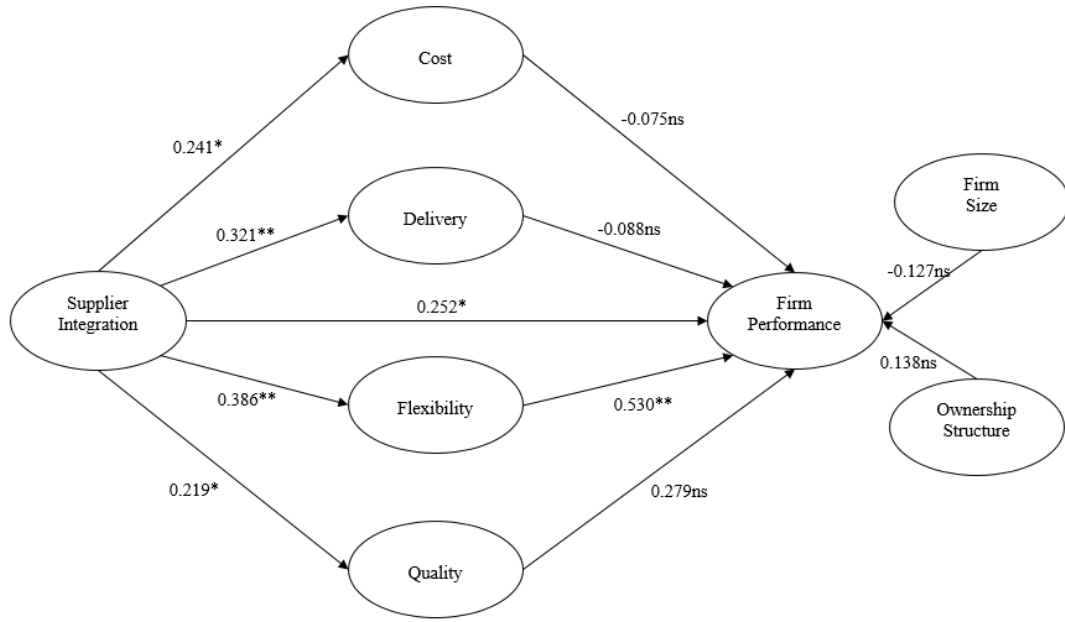 Cost
-0.075ns
0.241*
Firm
Size
Delivery
0.321**
-0.088ns
-0.127ns
Supplier
Integration
0.252*
Firm
Performance
0.138ns
0.386**
Flexibility
0.530**
Ownership
Structure
0.219*
0.279ns
Quality